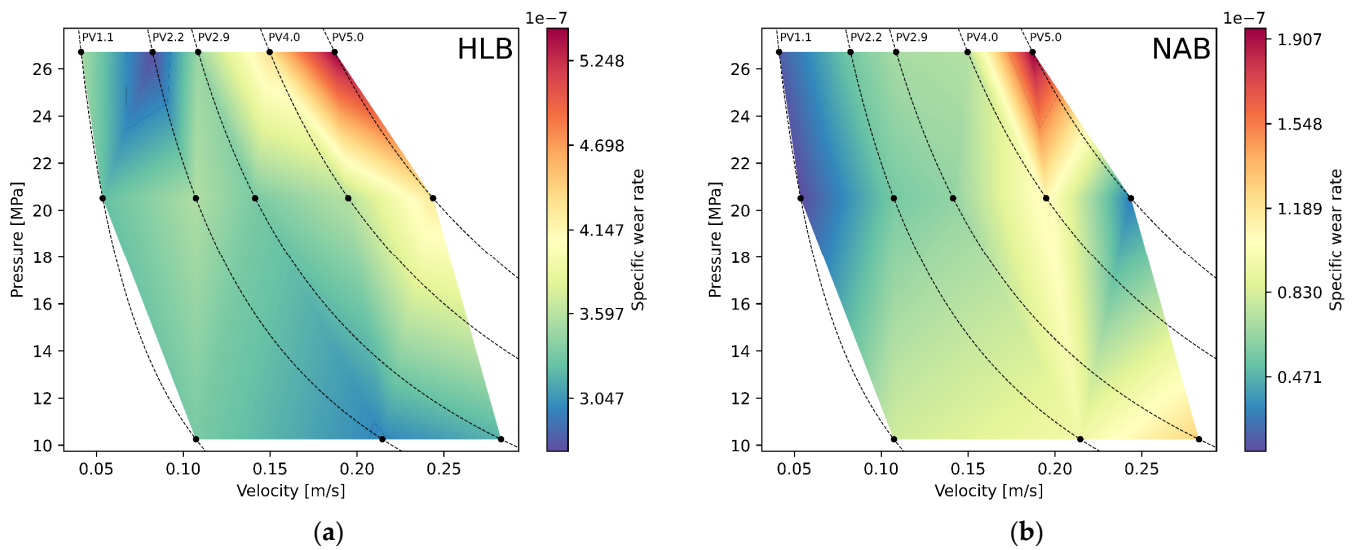 1e-7
1e-7
PV1.1 PV2.2 PV2.9 PV4.0 PV5.0
HLB
PV1.1 PV2.2 PV2.9 PV4.0 PV5.0
NAB
26
24
22
20
18
16
14
12
10
Pressure [MPa]
0.05 0.10 0.15 0.20 0.25
Velocity [m/s]
5.248
4.698
4.147
3.597
3.047
Specific wear rate
26
24
22
20
18
16
14
12
10
Pressure [MPa]
0.05 0.10 0.15 0.20 0.25
Velocity [m/s]
1.907
1.548
1.189
0.830
0.471
Specific wear rate
(a)
(b)